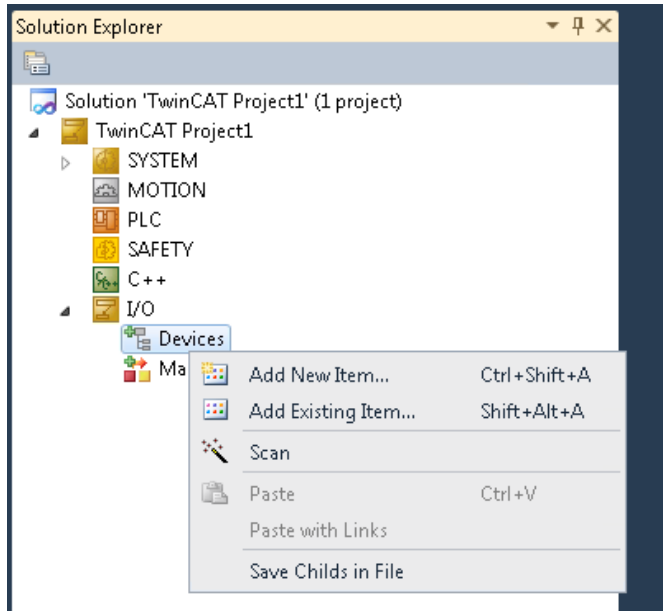 Solution Explorer
Solution 'TwinCAT Project1' (1 project)
TwinCAT Project1
SYSTEM
MOTION
PLC
SAFETY
C++
I/O
Devices
Ma
Add New Item... Ctrl+Shift+A
Add Existing Item... Shift+Alt+A
Scan
Paste Ctrl+V
Paste with Links
Save Childs in File